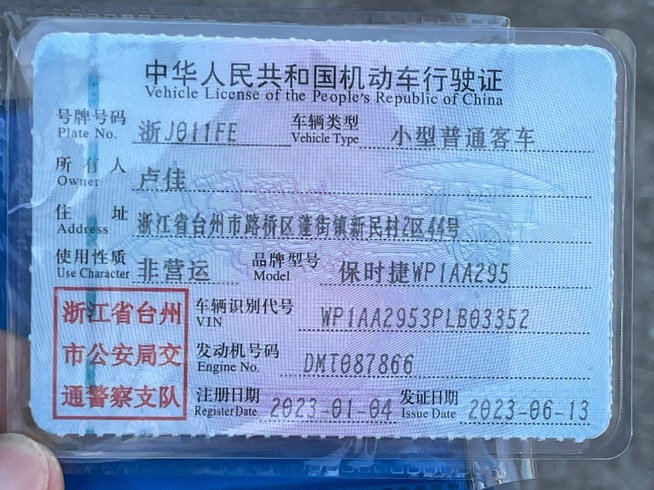 中华人民共和国机动车行驶证
Vehicle License of the People's Republic of China
号牌号码 浙J011FE 车辆类型 小型普通客车
Plate No. Vehicle Type
所有人 卢佳
Owner
住址 浙江省台州市路桥区蓬街镇新民村2区44号
Address
使用性质 非营运 品牌型号 保时捷WP1AA295
Use Character Model
浙江省台州
市公安局交
通警察支队
车辆识别代号 WP1AA2953PLB03352
VIN
发动机号码 DMT087866
Engine No.
注册日期 2023-01-04 发证日期 2023-06-13
Register Date Issue Date